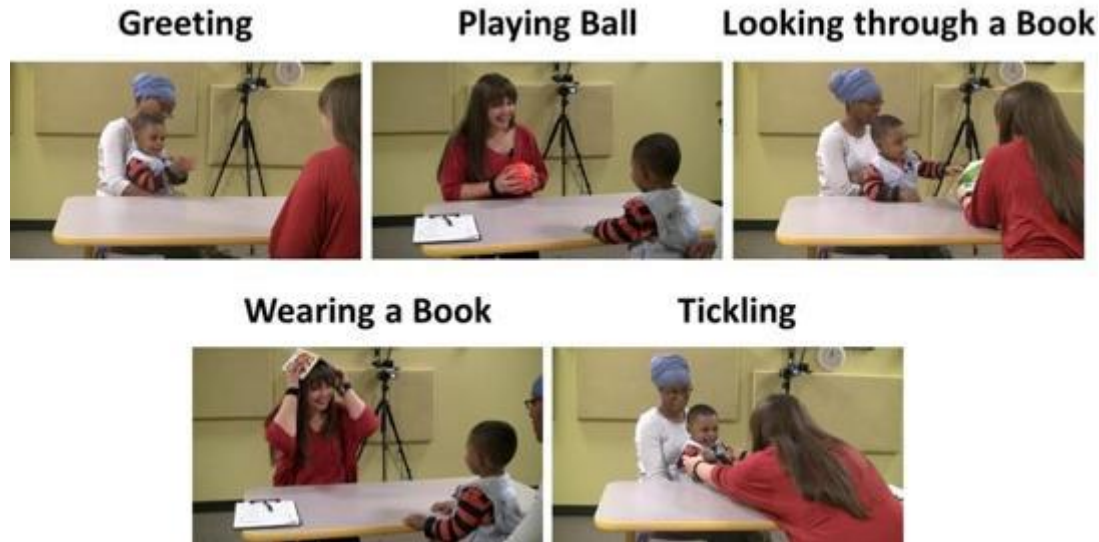 Greeting
Playing Ball
Looking through a Book
Wearing a Book
Tickling